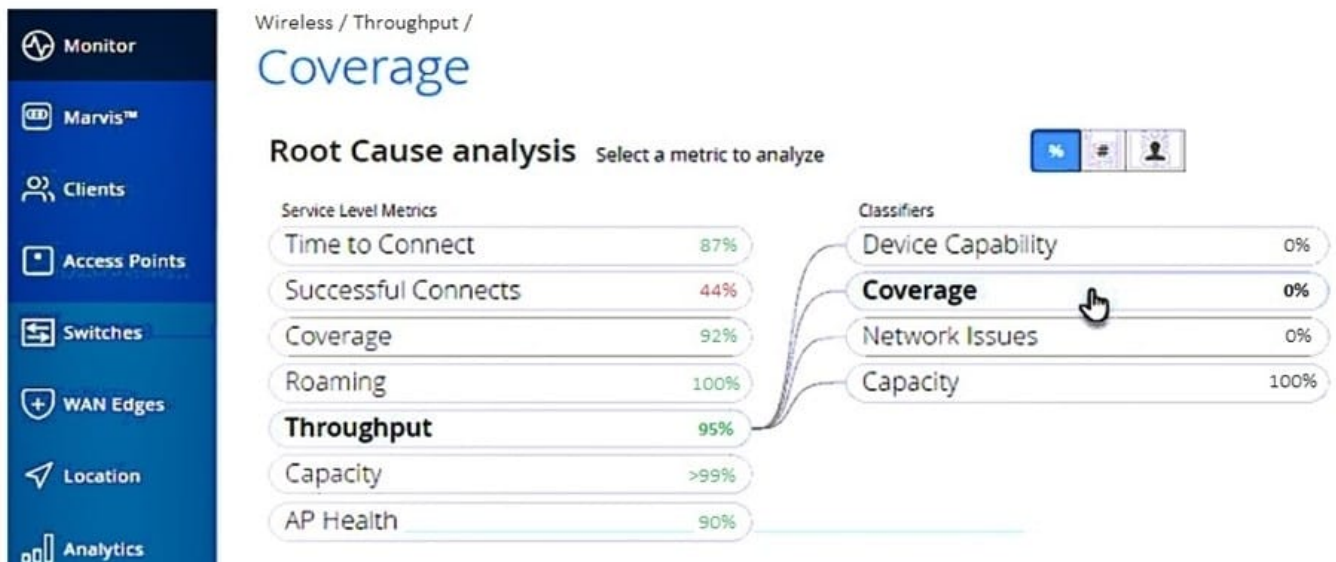 Monitor
Marvis™
Clients
Access Points
Switches
WAN Edges
Location
Analytics
Wireless / Throughput /
Coverage
Root Cause analysis Select a metric to analyze
% #
Service Level Metrics
Time to Connect 87%
Successful Connects 44%
Coverage 92%
Roaming 100%
Throughput 95%
Capacity >99%
AP Health 90%
Classifiers
Device Capability 0%
Coverage 0%
Network Issues 0%
Capacity 100%